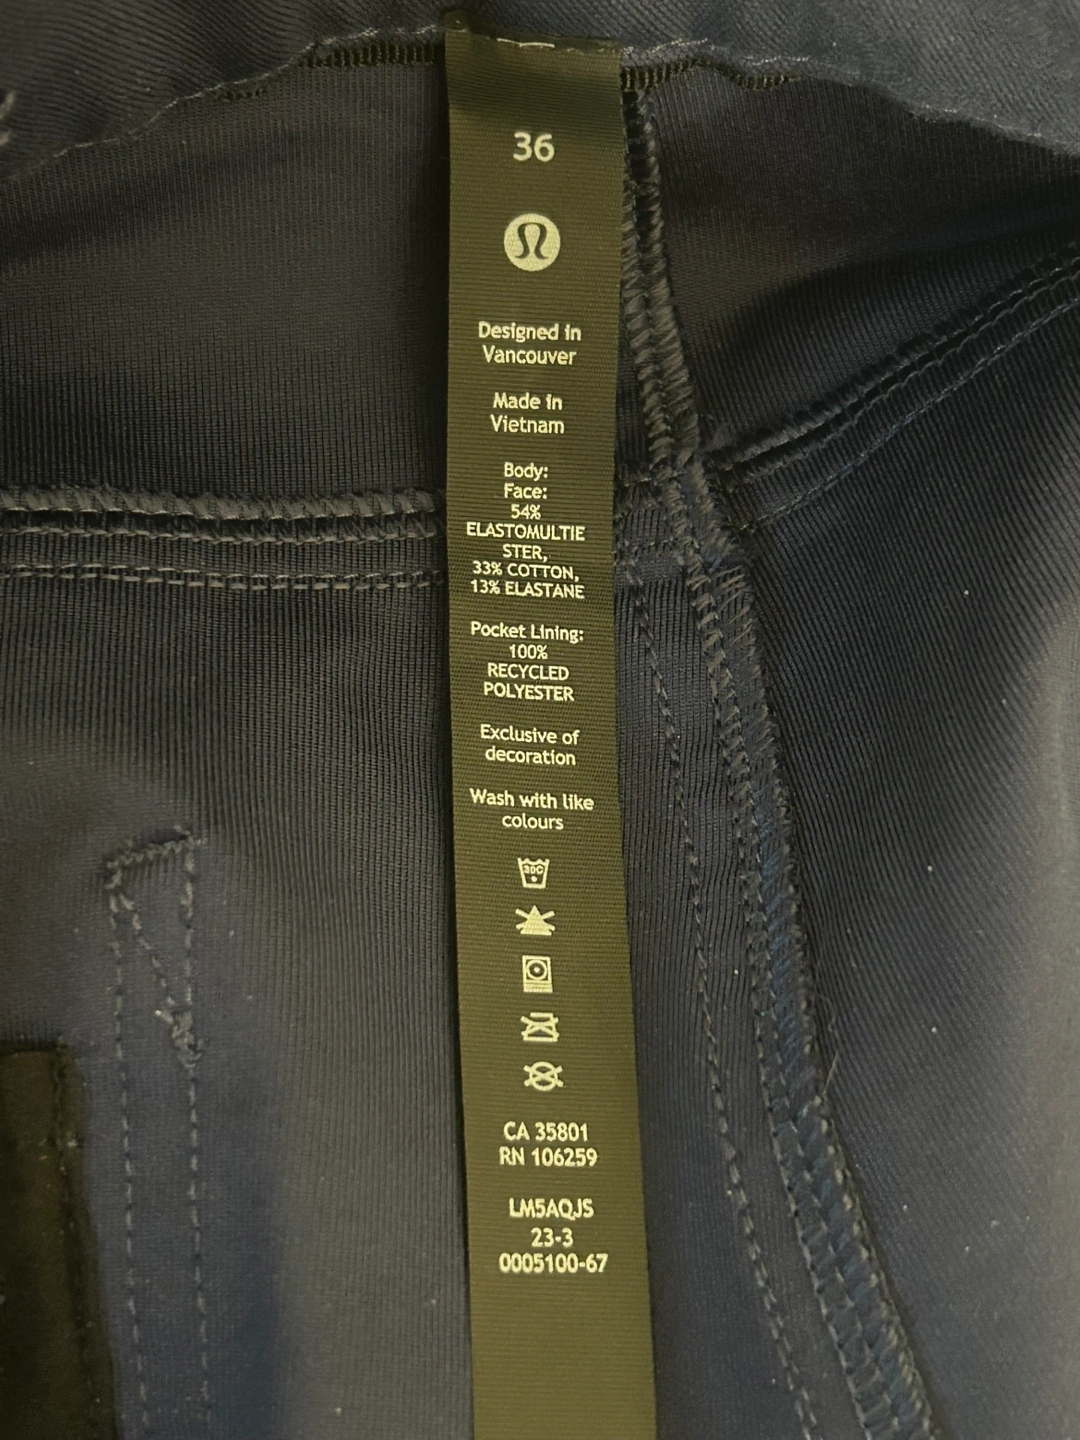 36
Designed in
Vancouver
Made in
Vietnam
Body:
Face:
54%
ELASTOMULTIE
STER,
33% COTTON,
13% ELASTANE
Pocket Lining:
100%
RECYCLED
POLYESTER
Exclusive of
decoration
Wash with like
colours
30C
CA 35801
RN 106259
LM5AQJS
23-3
0005100-67